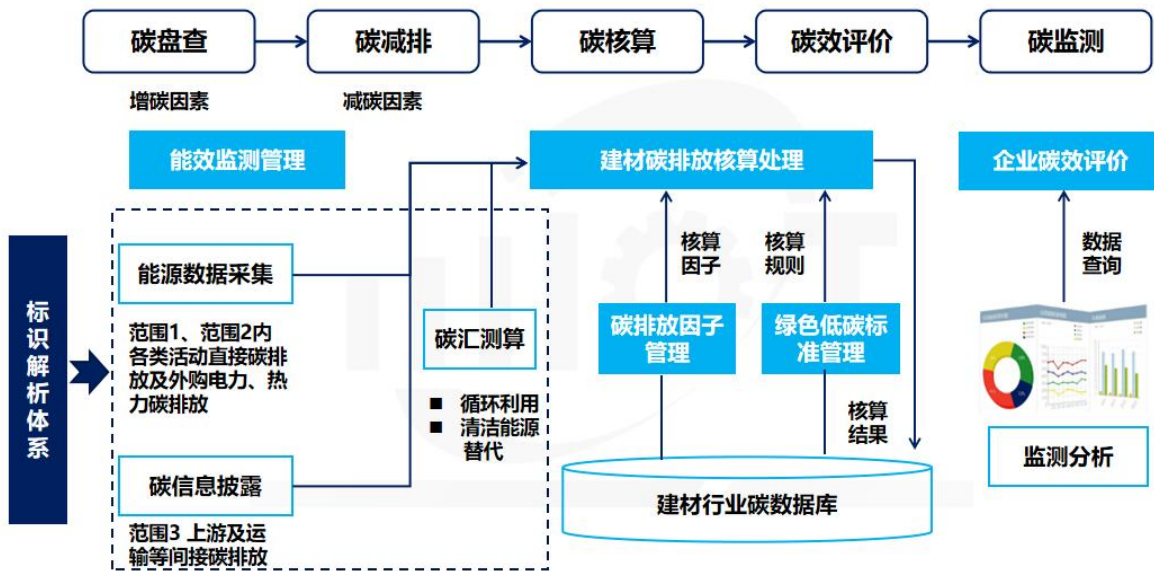 碳盘查
碳减排
碳核算
碳效评价
碳监测
增碳因素
减碳因素
能效监测管理
建材碳排放核算处理
企业碳效评价
标识解析体系
能源数据采集
范围1、范围2内
各类活动直接碳排
放及外购电力、热
力碳排放
碳信息披露
范围3 上游及运
输等间接碳排放
碳汇测算
■ 循环利用
■ 清洁能源
替代
核算
因子
核算
规则
碳排放因子
管理
绿色低碳标
准管理
核算
结果
建材行业碳数据库
数据
查询
监测分析